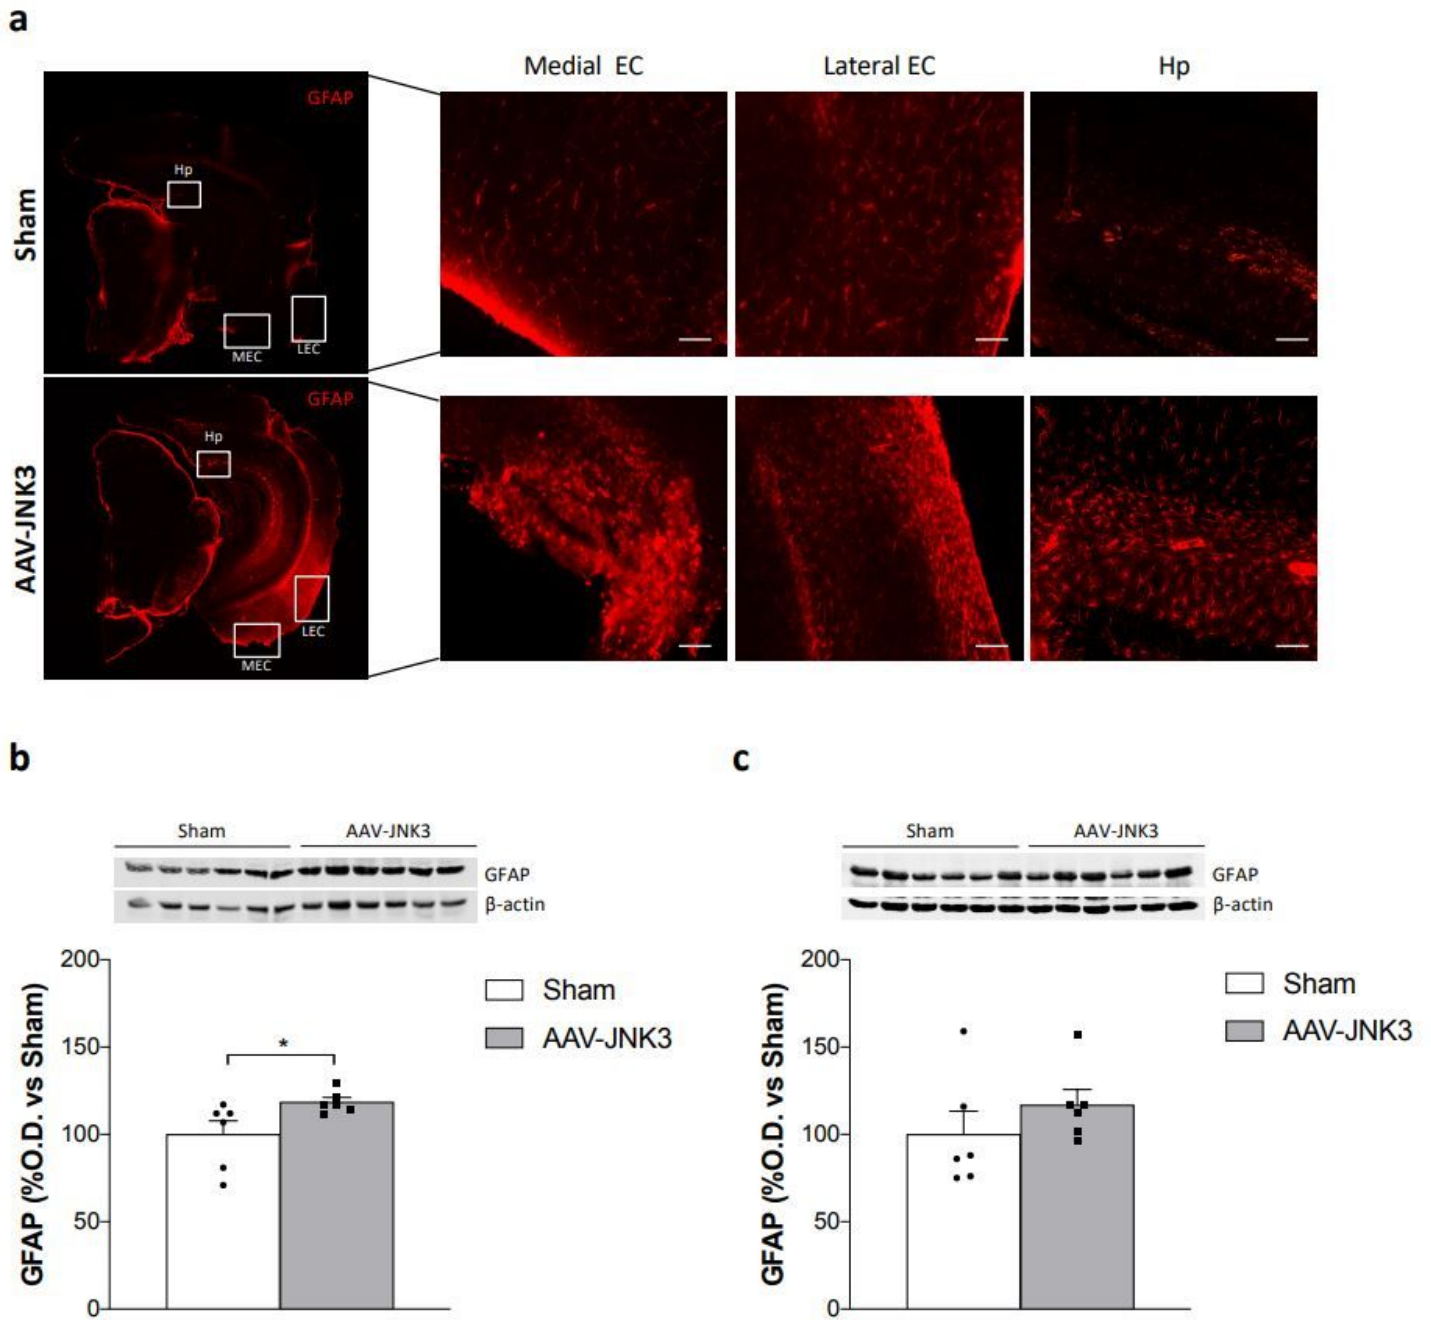 a
Medial EC
Lateral EC
Hp
Sham
GFAP
Hp
MEC
LEC
AAV-JNK3
GFAP
Hp
LEC
MEC
b
Sham
AAV-JNK3
GFAP
β-actin
GFAP (%O.D. vs Sham)
200
150
100
50
0
*
Sham
AAV-JNK3
c
Sham
AAV-JNK3
GFAP
β-actin
GFAP (%O.D. vs Sham)
200
150
100
50
0
Sham
AAV-JNK3